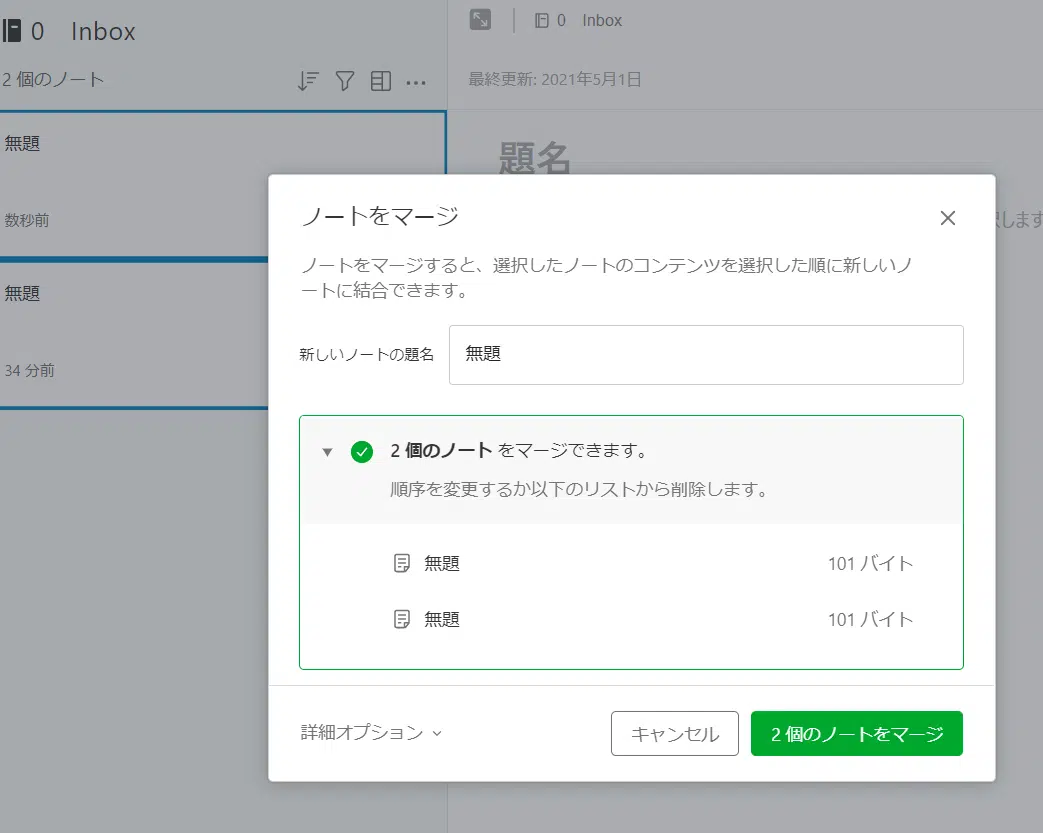 0 Inbox
0 Inbox
2 個のノート
最終更新: 2021年5月1日
無題
数秒前
無題
34 分前
題名
します
ノートをマージ
ノートをマージすると、選択したノートのコンテンツを選択した順に新しいノ
ートに結合できます。
新しいノートの題名
無題
2 個のノート をマージできます。
順序を変更するか以下のリストから削除します。
無題 101 バイト
無題 101 バイト
詳細オプション
キャンセル
2 個のノートをマージ